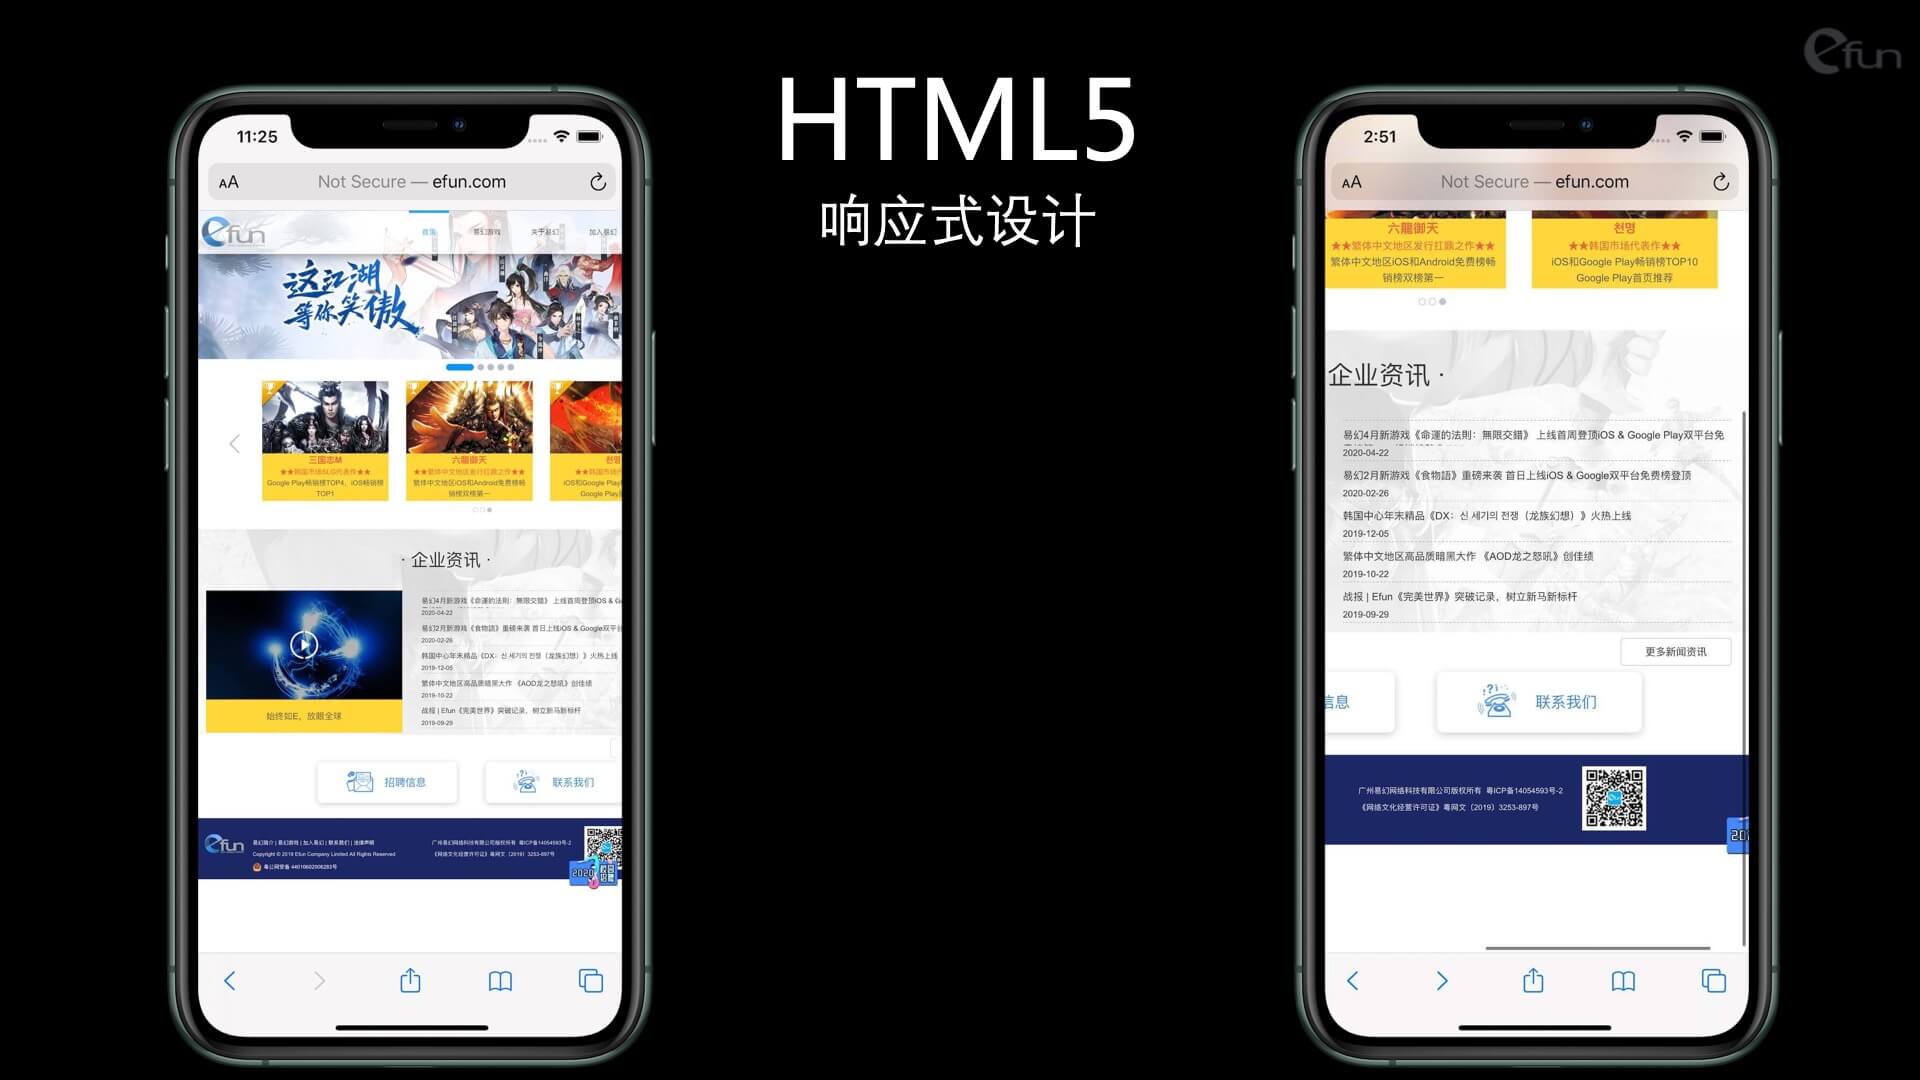 efun
HTML5
响应式设计
11:25
AA
Not Secure — efun.com
efun
首页
易幻游戏
关于易幻
加入易幻
这江湖
等你笑傲
三国志M
★★韩国市场SLG代表作★★
Google Play畅销榜TOP4，iOS畅销榜
TOP1
六龍御天
★★繁体中文地区发行扛鼎之作★★
繁体中文地区iOS和Android免费榜畅
销榜双榜第一
· 企业资讯 ·
易幻4月新游戏《命運的法則：無限交錯》 上线首周登顶iOS & G
2020-04-22
易幻2月新游戏《食物語》重磅来袭 首日上线iOS & Google双平台
2020-02-26
韩国中心年末精品《DX：신 세기의 전쟁（龙族幻想）》火热上线
2019-12-05
繁体中文地区高品质暗黑大作 《AOD龙之怒吼》创佳绩
2019-10-22
战报 | Efun《完美世界》突破记录，树立新马新标杆
2019-09-29
始终如E，放眼全球
招聘信息
联系我们
efun
易幻简介 | 易幻游戏 | 加入易幻 | 联系我们 | 法律声明
Copyright © 2019 Efun Company Limited All Rights Reserved
粤公网安备 44010602006283号
广州易幻网络科技有限公司版权所有 粤ICP备14054593号-2
《网络文化经营许可证》粤网文〔2019〕3253-897号
2020
2:51
AA
Not Secure — efun.com
六龍御天
★★繁体中文地区发行扛鼎之作★★
繁体中文地区iOS和Android免费榜畅
销榜双榜第一
천명
★★韩国市场代表作★★
iOS和Google Play畅销榜TOP10
Google Play首页推荐
企业资讯 ·
易幻4月新游戏《命運的法則：無限交錯》 上线首周登顶iOS & Google Play双平台免
2020-04-22
易幻2月新游戏《食物語》重磅来袭 首日上线iOS & Google双平台免费榜登顶
2020-02-26
韩国中心年末精品《DX：신 세기의 전쟁（龙族幻想）》火热上线
2019-12-05
繁体中文地区高品质暗黑大作 《AOD龙之怒吼》创佳绩
2019-10-22
战报 | Efun《完美世界》突破记录，树立新马新标杆
2019-09-29
更多新闻资讯
信息
联系我们
广州易幻网络科技有限公司版权所有 粤ICP备14054593号-2
《网络文化经营许可证》粤网文〔2019〕3253-897号